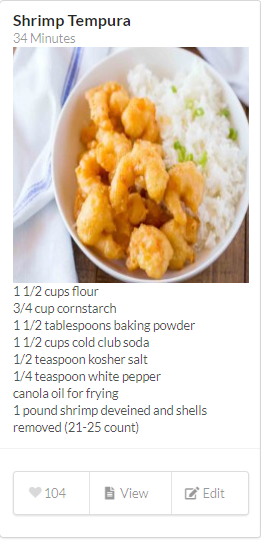 Shrimp Tempura
34 Minutes
1 1/2 cups flour
3/4 cup cornstarch
1 1/2 tablespoons baking powder
1 1/2 cups cold club soda
1/2 teaspoon kosher salt
1/4 teaspoon white pepper
canola oil for frying
1 pound shrimp deveined and shells
removed (21-25 count)
104 View Edit